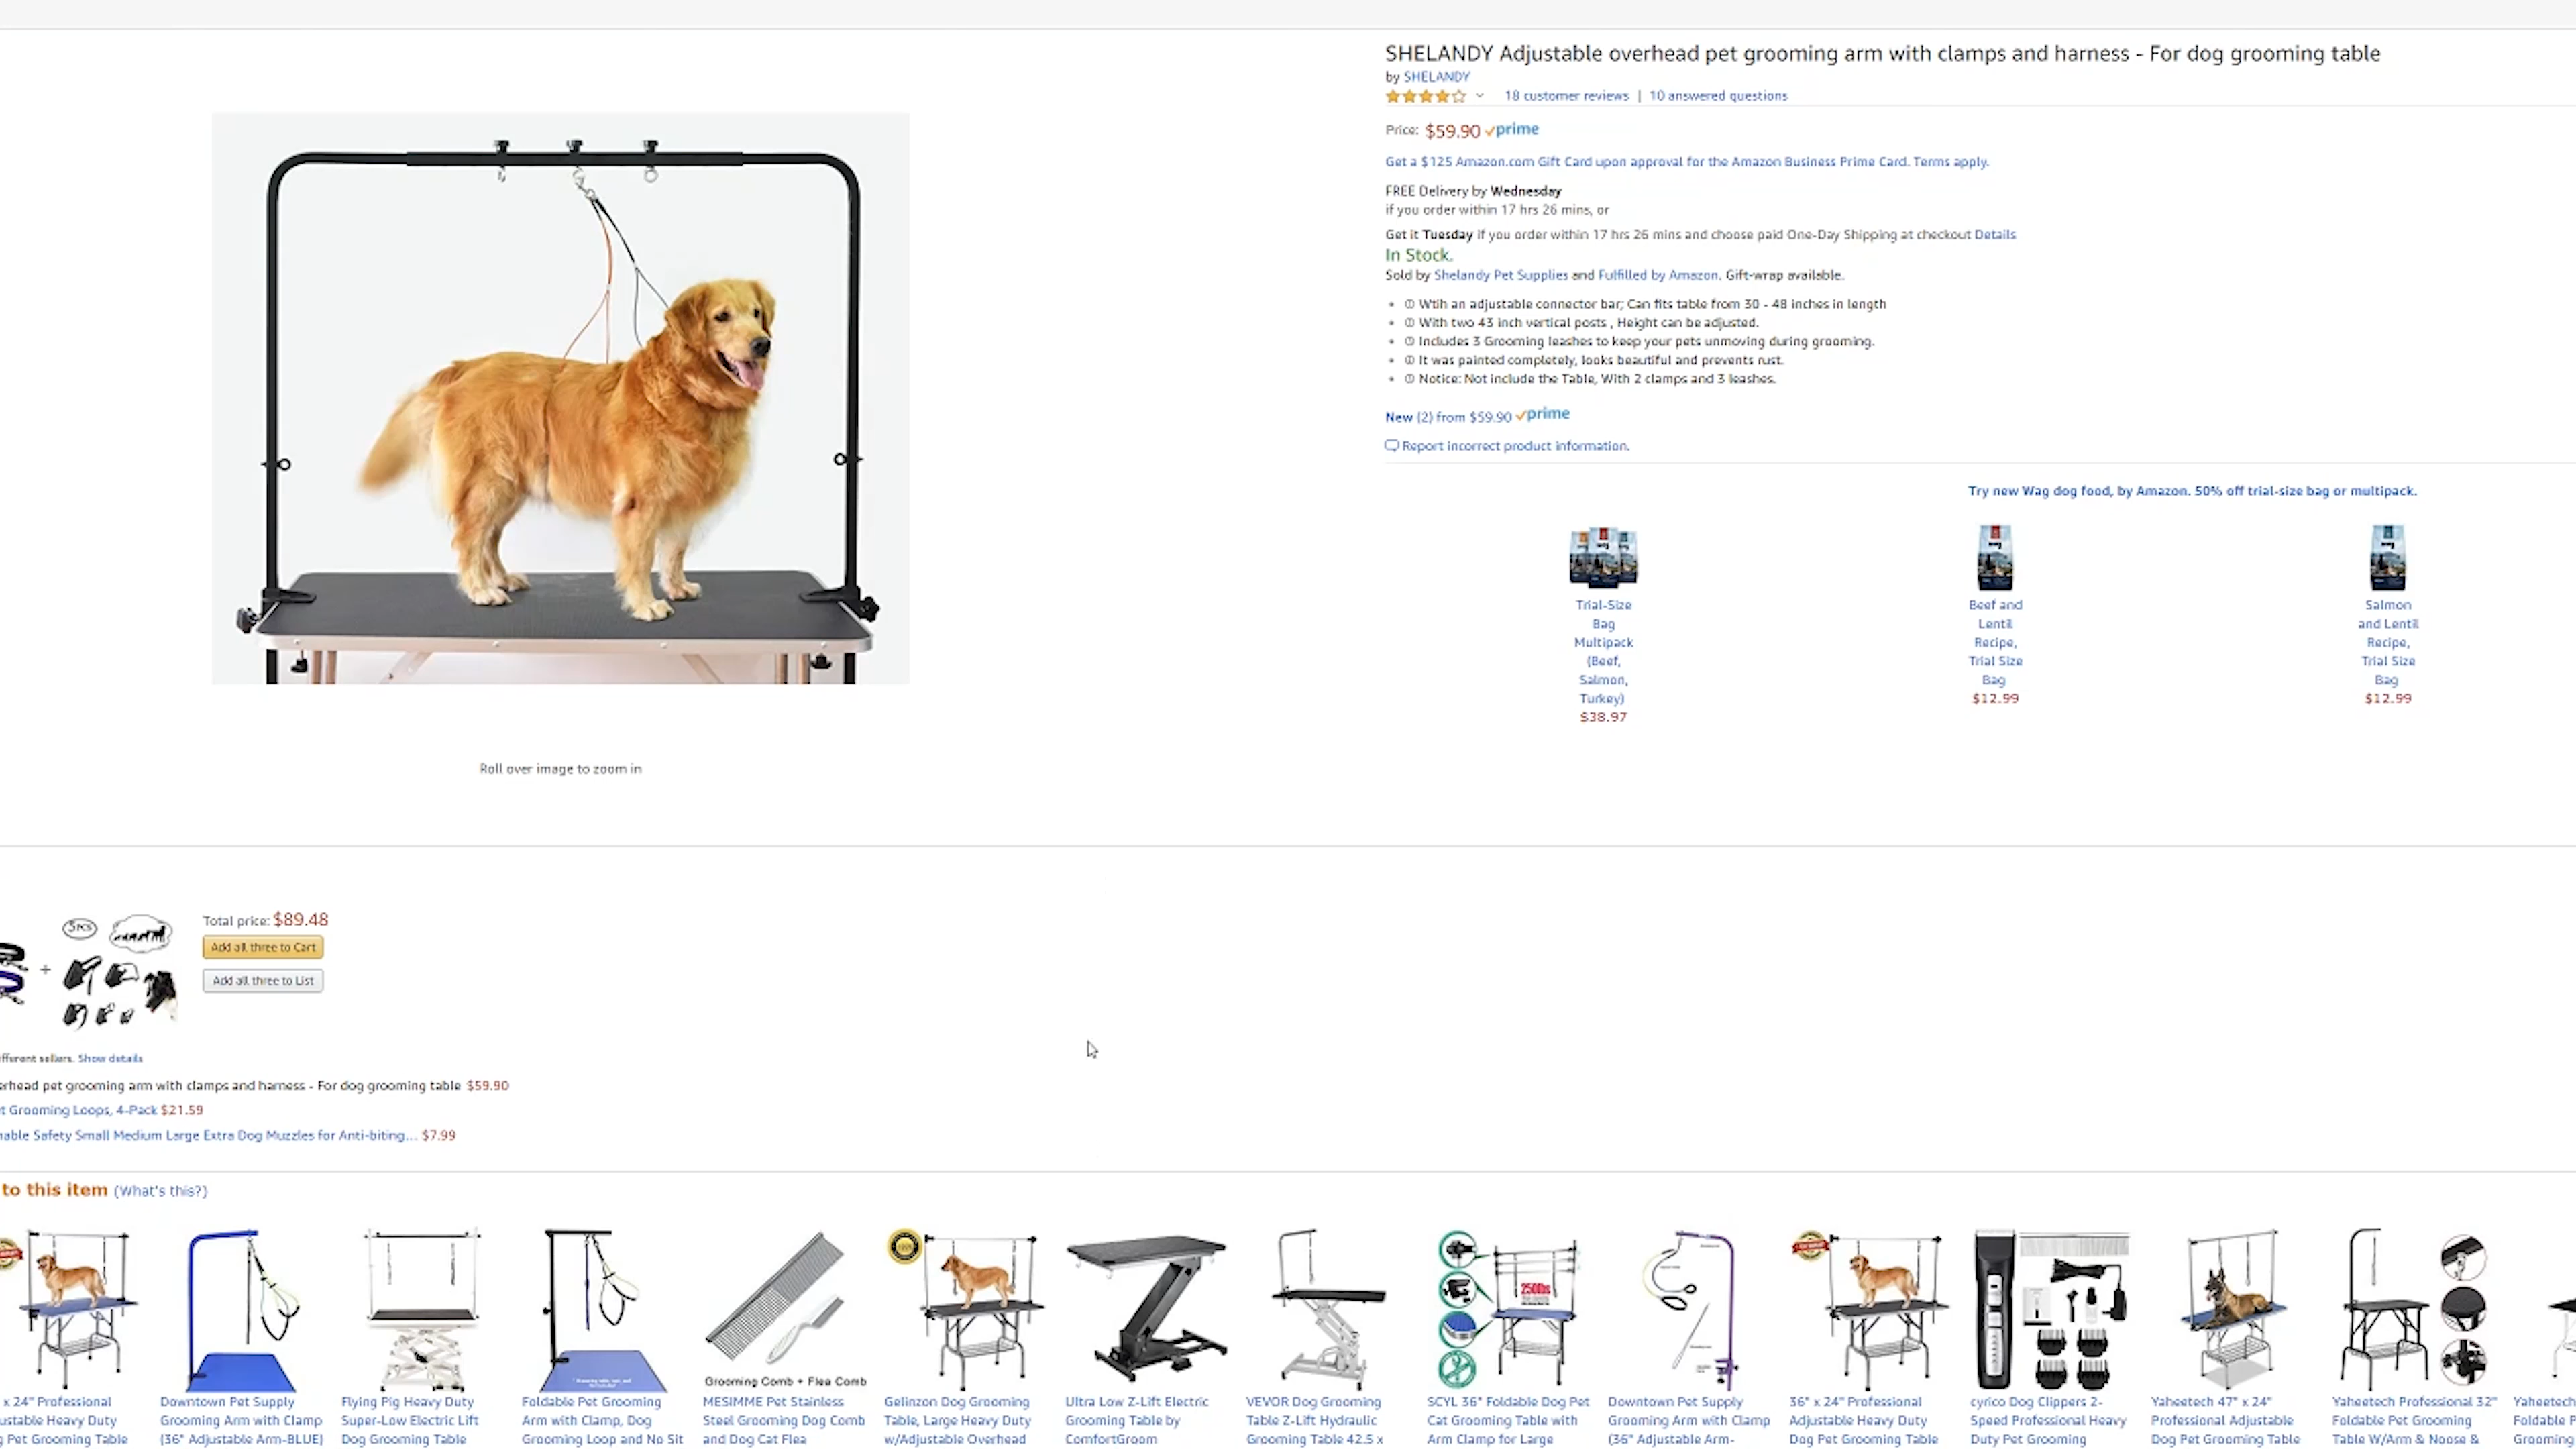 SHELANDY Adjustable overhead pet grooming arm with clamps and harness - For dog grooming table
by SHELANDY
18 customer reviews | 10 answered questions
Price: $59.90 prime
Get a $125 Amazon.com Gift Card upon approval for the Amazon Business Prime Card. Terms apply.
FREE Delivery by Wednesday
if you order within 17 hrs 26 mins, or
Get it Tuesday if you order within 17 hrs 26 mins and choose paid One-Day Shipping at checkout Details
In Stock.
Sold by Shelandy Pet Supplies and Fulfilled by Amazon. Gift-wrap available.
Wtih an adjustable connector bar; Can fits table from 30 - 48 inches in length
With two 43 inch vertical posts , Height can be adjusted.
Includes 3 Grooming leashes to keep your pets unmoving during grooming.
It was painted completely, looks beautiful and prevents rust.
Notice: Not include the Table, With 2 clamps and 3 leashes.
New (2) from $59.90 prime
Report incorrect product information.
Try new Wag dog food, by Amazon. 50% off trial-size bag or multipack.
Trial-Size
Bag
Multipack
(Beef,
Salmon,
Turkey)
$38.97
Beef and
Lentil
Recipe,
Trial Size
Bag
$12.99
Salmon
and Lentil
Recipe,
Trial Size
Bag
$12.99
Roll over image to zoom in
5PCS
+
Total price: $89.48
Add all three to Cart
Add all three to List
fferent sellers. Show details
erhead pet grooming arm with clamps and harness - For dog grooming table $59.90
t Grooming Loops, 4-Pack $21.59
nable Safety Small Medium Large Extra Dog Muzzles for Anti-biting... $7.99
to this item (What's this?)
x 24" Professional
ustable Heavy Duty
g Pet Grooming Table
Downtown Pet Supply
Grooming Arm with Clamp
(36" Adjustable Arm-BLUE)
Flying Pig Heavy Duty
Super-Low Electric Lift
Dog Grooming Table
Foldable Pet Grooming
Arm with Clamp, Dog
Grooming Loop and No Sit
Grooming Comb + Flea Comb
MESIMME Pet Stainless
Steel Grooming Dog Comb
and Dog Cat Flea
Gelinzon Dog Grooming
Table, Large Heavy Duty
w/Adjustable Overhead
Ultra Low Z-Lift Electric
Grooming Table by
ComfortGroom
VEVOR Dog Grooming
Table Z-Lift Hydraulic
Grooming Table 42.5 x
250lbs
SCYL 36" Foldable Dog Pet
Cat Grooming Table with
Arm Clamp for Large
Downtown Pet Supply
Grooming Arm with Clamp
(36" Adjustable Arm-
36" x 24" Professional
Adjustable Heavy Duty
Dog Pet Grooming Table
cyrico Dog Clippers 2-
Speed Professional Heavy
Duty Pet Grooming
Yaheetech 47" x 24"
Professional Adjustable
Dog Pet Grooming Table
Yaheetech Professional 32"
Foldable Pet Grooming
Table W/Arm & Noose &
Yaheetech
Foldable P
Grooming